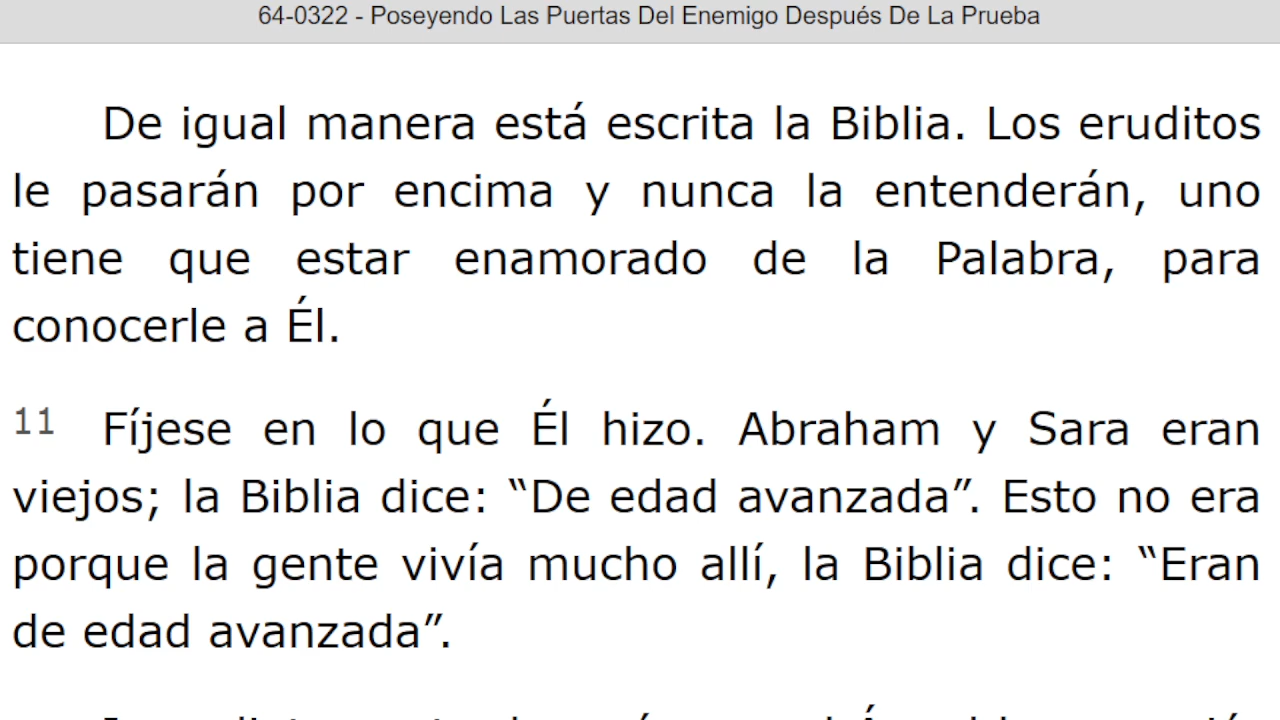 64-0322 - Poseyendo Las Puertas Del Enemigo Después De La Prueba
De igual manera está escrita la Biblia. Los eruditos
le pasarán por encima y nunca la entenderán, uno
tiene que estar enamorado de la Palabra, para
conocerle a Él.
11 Fíjese en lo que Él hizo. Abraham y Sara eran
viejos; la Biblia dice: “De edad avanzada”. Esto no era
porque la gente vivía mucho allí, la Biblia dice: “Eran
de edad avanzada”.